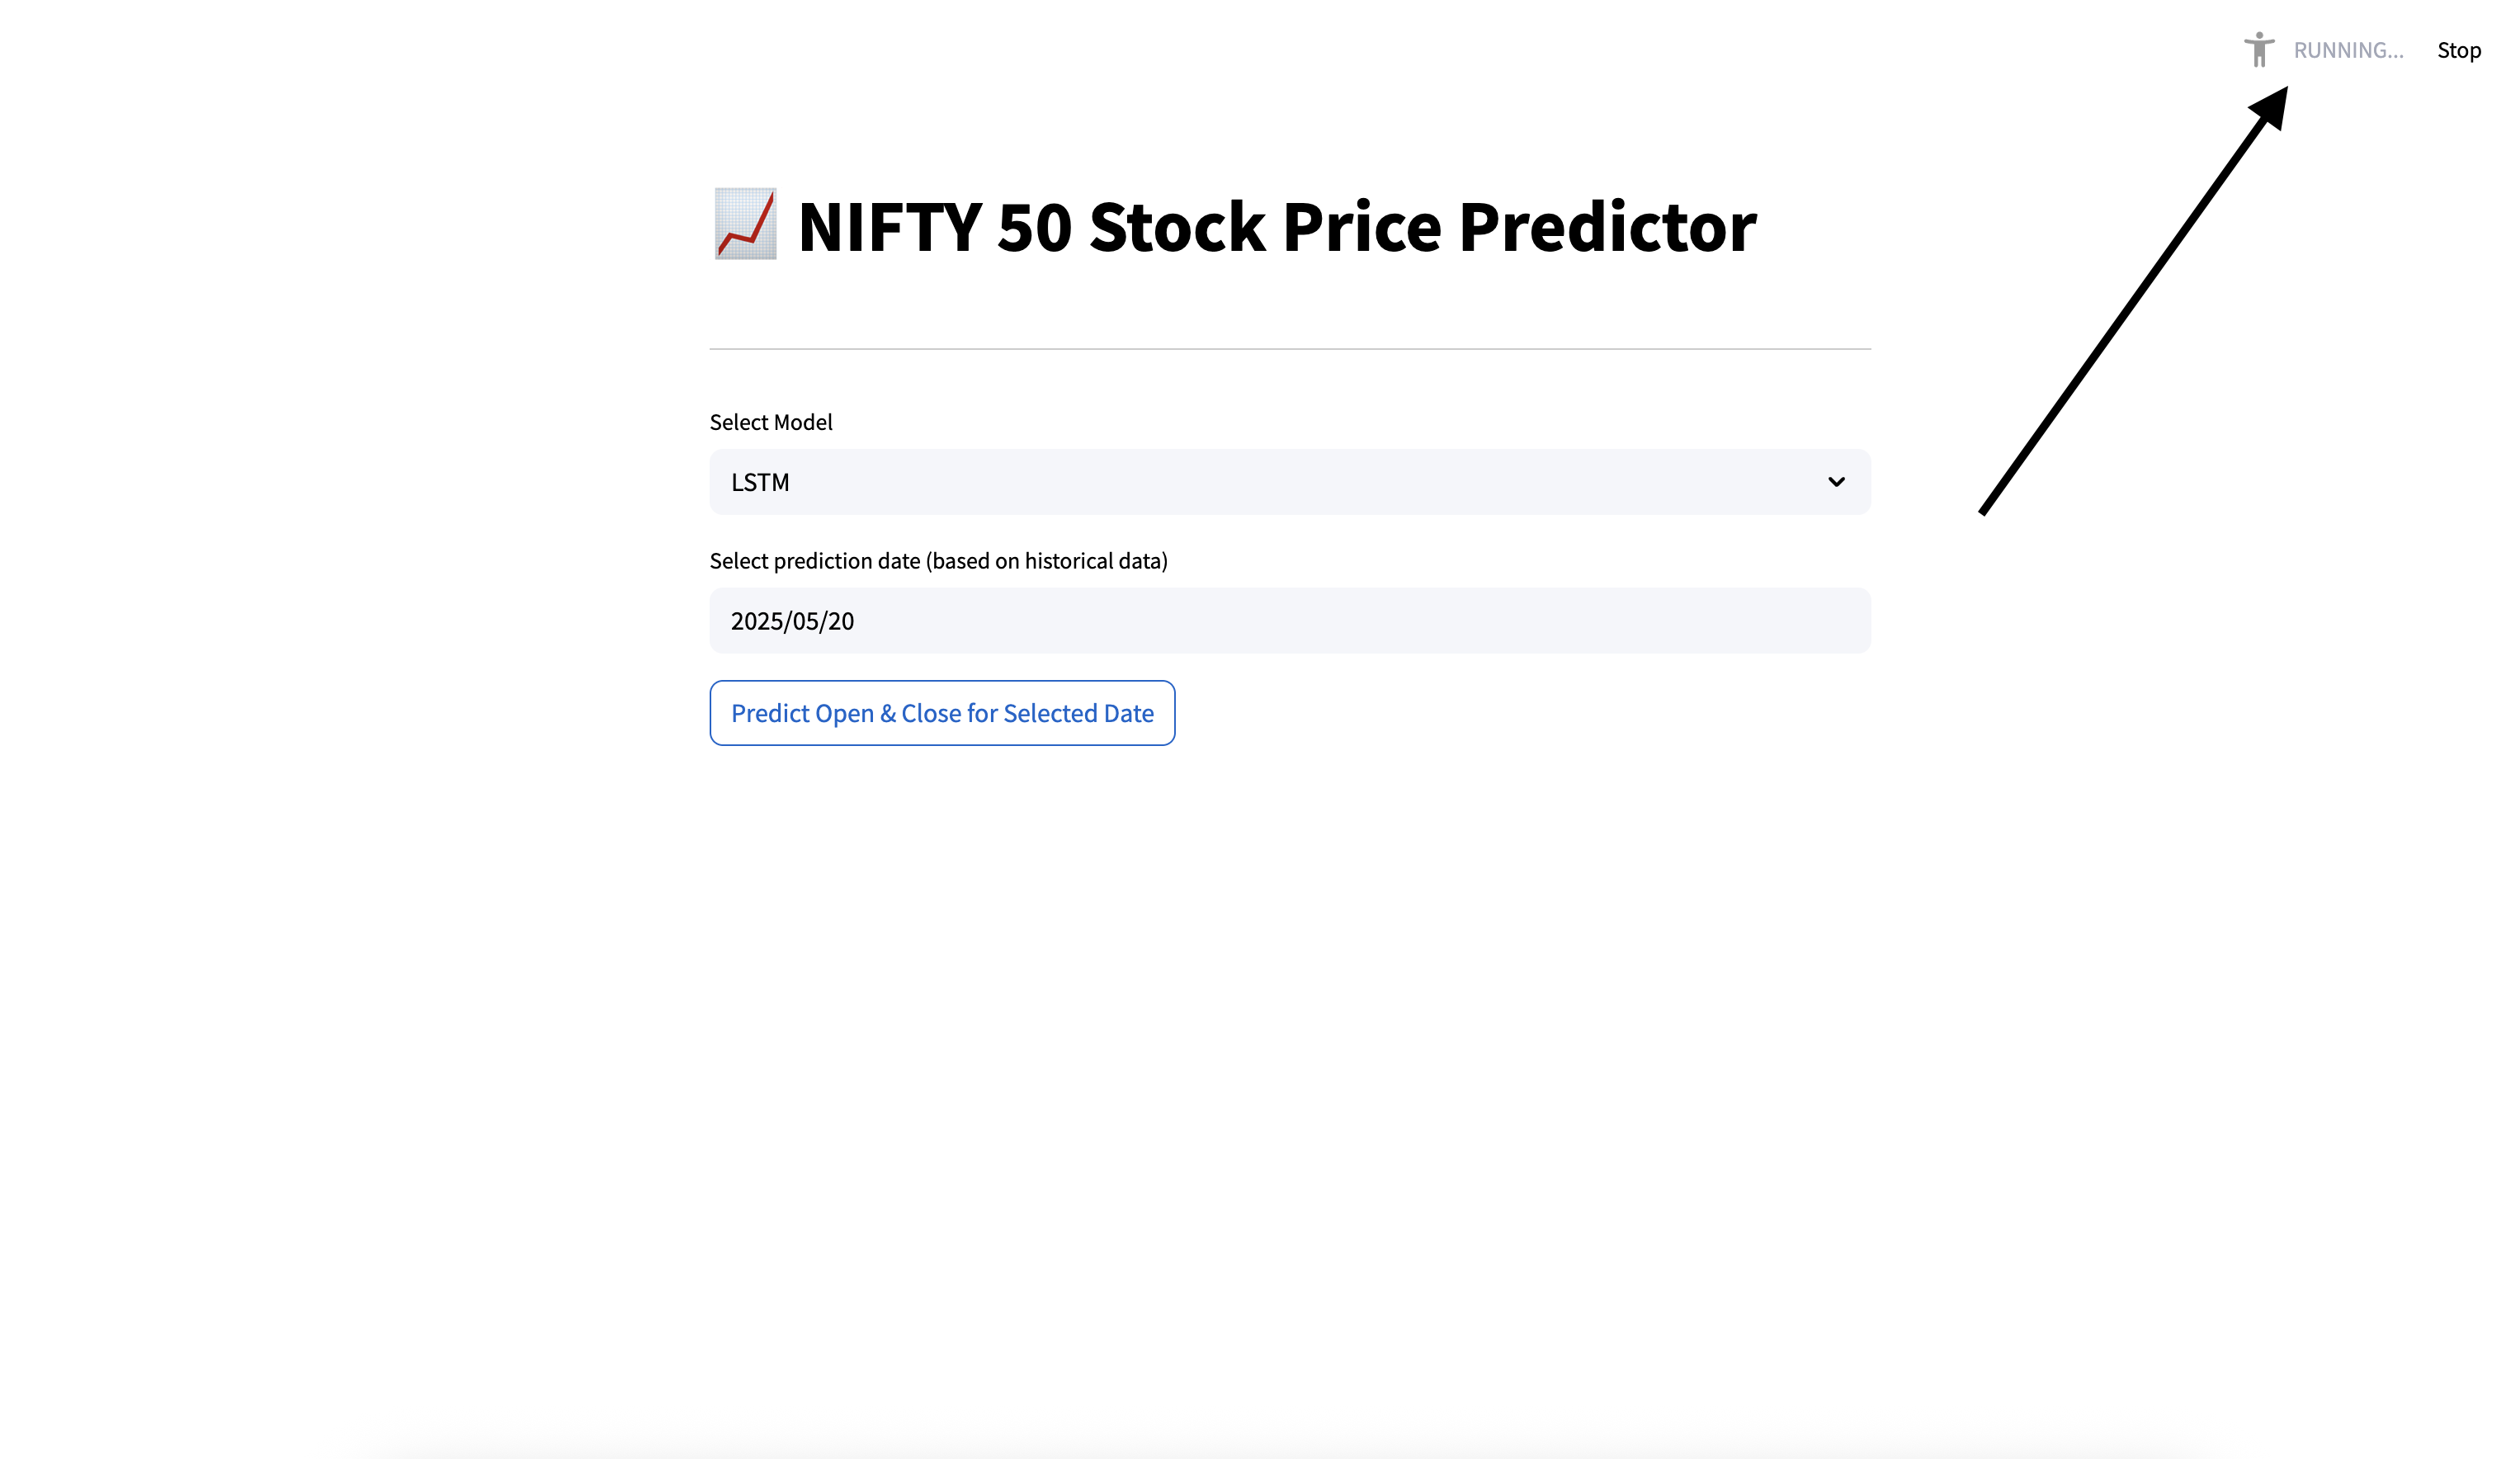 RUNNING... Stop
NIFTY 50 Stock Price Predictor
Select Model
LSTM
Select prediction date (based on historical data)
2025/05/20
Predict Open & Close for Selected Date